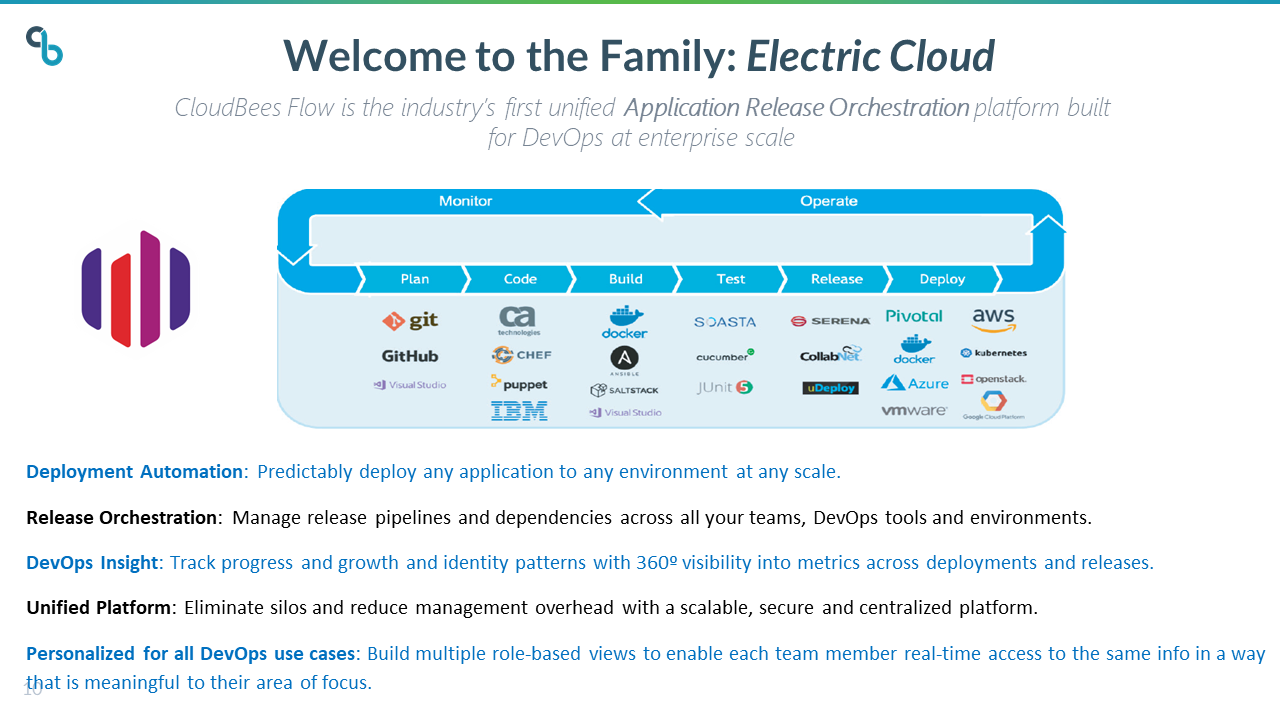 Welcome to the Family: Electric Cloud
CloudBees Flow is the industry's first unified Application Release Orchestration platform built
for DevOps at enterprise scale
Monitor Operate
Plan Code Build Test Release Deploy
git ca technologies docker SOASTA SERENA Pivotal aws
GitHub CHEF ANSIBLE cucumber CollabNet docker kubernetes
Visual Studio puppet SALTSTACK JUnit 5 uDeploy Azure openstack.
IBM Visual Studio vmware Google Cloud Platform
Deployment Automation: Predictably deploy any application to any environment at any scale.
Release Orchestration: Manage release pipelines and dependencies across all your teams, DevOps tools and environments.
DevOps Insight: Track progress and growth and identity patterns with 360º visibility into metrics across deployments and releases.
Unified Platform: Eliminate silos and reduce management overhead with a scalable, secure and centralized platform.
Personalized for all DevOps use cases: Build multiple role-based views to enable each team member real-time access to the same info in a way
that is meaningful to their area of focus.
10